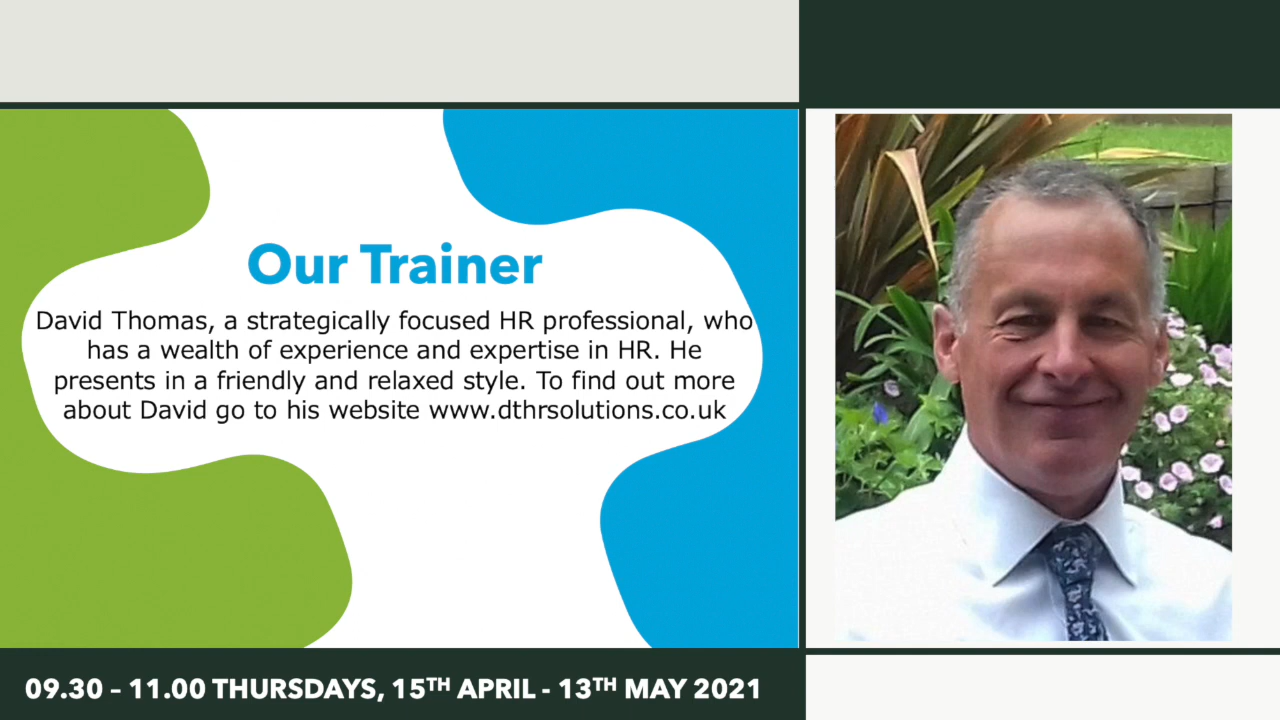 Our Trainer
David Thomas, a strategically focused HR professional, who
has a wealth of experience and expertise in HR. He
presents in a friendly and relaxed style. To find out more
about David go to his website www.dthrsolutions.co.uk
09.30 – 11.00 THURSDAYS, 15TH APRIL - 13TH MAY 2021